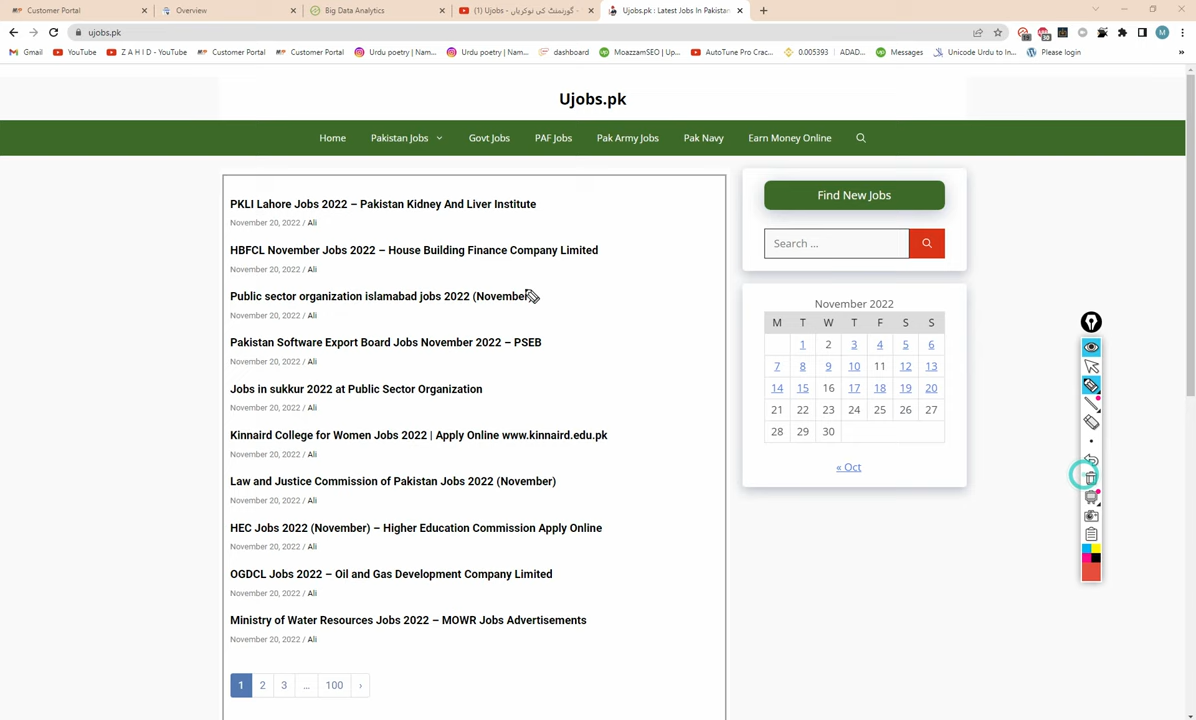 Customer Portal
Overview
Big Data Analytics
(1) Ujobs - گورنمنٹ کی نوکریاں -
Ujobs.pk : Latest Jobs In Pakistan
ujobs.pk
Gmail
YouTube
Z A H I D - YouTube
Customer Portal
Customer Portal
Urdu poetry | Nam...
Urdu poetry | Nam...
dashboard
MoazzamSEO | Up...
AutoTune Pro Crac...
0.005393 | ADAD...
Messages
Unicode Urdu to In...
Please login
»
Ujobs.pk
Home
Pakistan Jobs
Govt Jobs
PAF Jobs
Pak Army Jobs
Pak Navy
Earn Money Online
PKLI Lahore Jobs 2022 – Pakistan Kidney And Liver Institute
November 20, 2022 / Ali
HBFCL November Jobs 2022 – House Building Finance Company Limited
November 20, 2022 / Ali
Public sector organization islamabad jobs 2022 (November
November 20, 2022 / Ali
Pakistan Software Export Board Jobs November 2022 – PSEB
November 20, 2022 / Ali
Jobs in sukkur 2022 at Public Sector Organization
November 20, 2022 / Ali
Kinnaird College for Women Jobs 2022 | Apply Online www.kinnaird.edu.pk
November 20, 2022 / Ali
Law and Justice Commission of Pakistan Jobs 2022 (November)
November 20, 2022 / Ali
HEC Jobs 2022 (November) – Higher Education Commission Apply Online
November 20, 2022 / Ali
OGDCL Jobs 2022 – Oil and Gas Development Company Limited
November 20, 2022 / Ali
Ministry of Water Resources Jobs 2022 – MOWR Jobs Advertisements
November 20, 2022 / Ali
1 2 3 ... 100 ›
Find New Jobs
Search ...
November 2022
M T W T F S S
1 2 3 4 5 6
7 8 9 10 11 12 13
14 15 16 17 18 19 20
21 22 23 24 25 26 27
28 29 30
« Oct